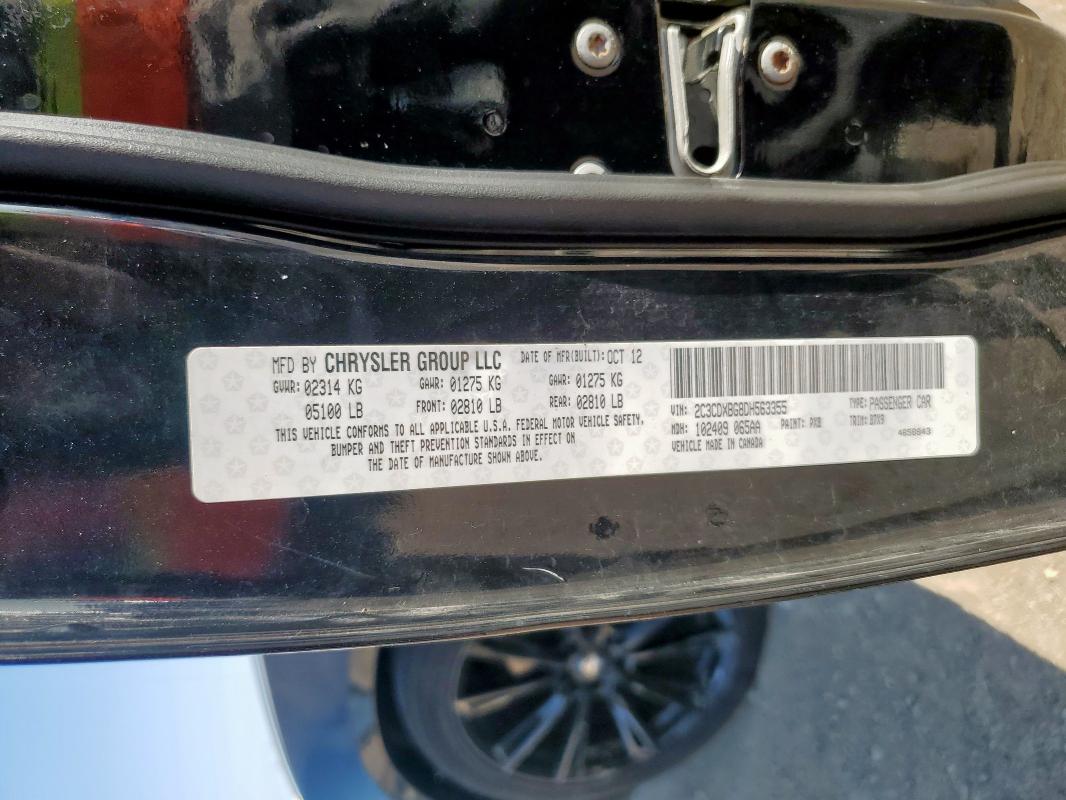 MFD BY CHRYSLER GROUP LLC DATE OF MFR(BUILT): OCT 12
GVWR: 02314 KG GAWR: 01275 KG GAWR: 01275 KG
05100 LB FRONT: 02810 LB REAR: 02810 LB
THIS VEHICLE CONFORMS TO ALL APPLICABLE U.S.A. FEDERAL MOTOR VEHICLE SAFETY,
BUMPER AND THEFT PREVENTION STANDARDS IN EFFECT ON
THE DATE OF MANUFACTURE SHOWN ABOVE.
VIN: 2C3CDXBG8DH563355 TYPE: PASSENGER CAR
MDH: 102409 065AA PAINT: PX8 TRIM: B7X9
VEHICLE MADE IN CANADA